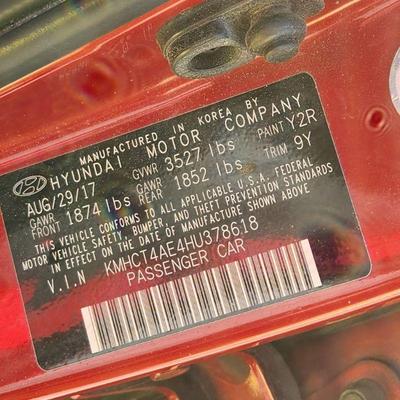 MANUFACTURED IN KOREA BY
HYUNDAI MOTOR COMPANY
AUG/29/17 GVWR 3527 lbs PAINT Y2R
GAWR FRONT 1874 lbs GAWR REAR 1852 lbs TRIM 9Y
THIS VEHICLE CONFORMS TO ALL APPLICABLE U.S.A. FEDERAL
MOTOR VEHICLE SAFETY, BUMPER, AND THEFT PREVENTION STANDARDS
IN EFFECT ON THE DATE OF MANUFACTURE SHOWN ABOVE.
V.I.N KMHCT4AE4HU378618
PASSENGER CAR